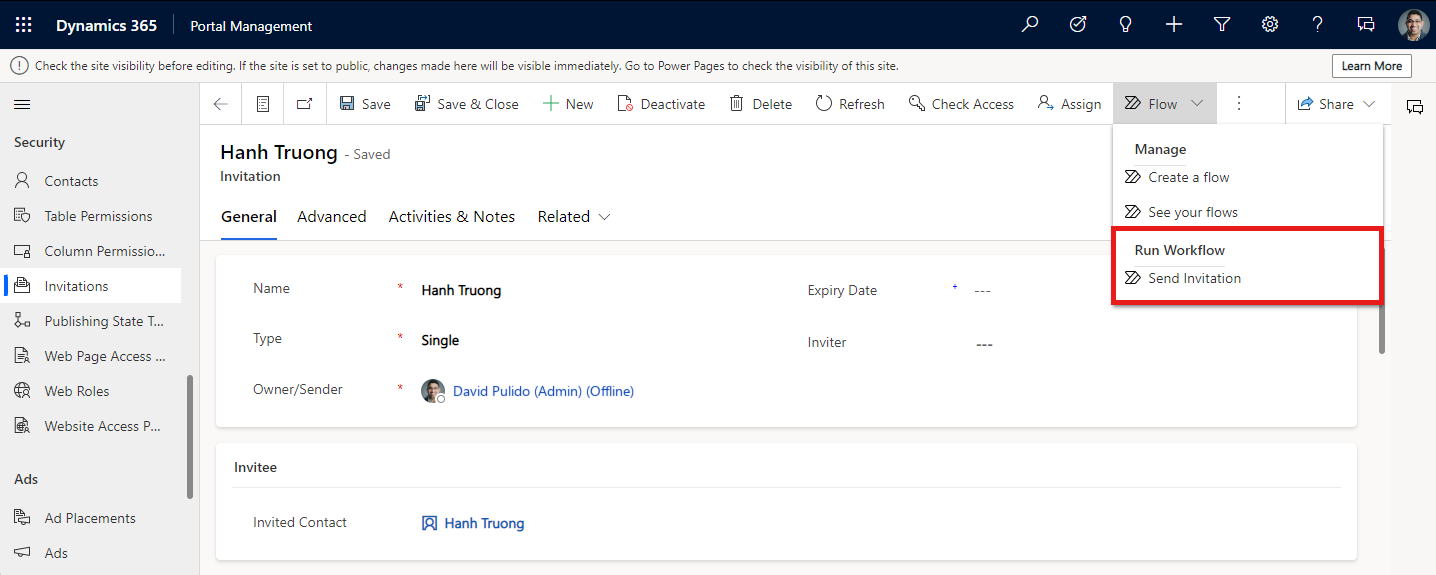 Dynamics 365 Portal Management
Check the site visibility before editing. If the site is set to public, changes made here will be visible immediately. Go to Power Pages to check the visibility of this site. Learn More
Save Save & Close New Deactivate Delete Refresh Check Access Assign Flow Share
Security
Contacts
Table Permissions
Column Permissio...
Invitations
Publishing State T...
Web Page Access ...
Web Roles
Website Access P...
Ads
Ad Placements
Ads
Hanh Truong - Saved
Invitation
General Advanced Activities & Notes Related
Manage
Create a flow
See your flows
Run Workflow
Send Invitation
Name * Hanh Truong
Type * Single
Owner/Sender * David Pulido (Admin) (Offline)
Expiry Date + ---
Inviter ---
Invitee
Invited Contact Hanh Truong